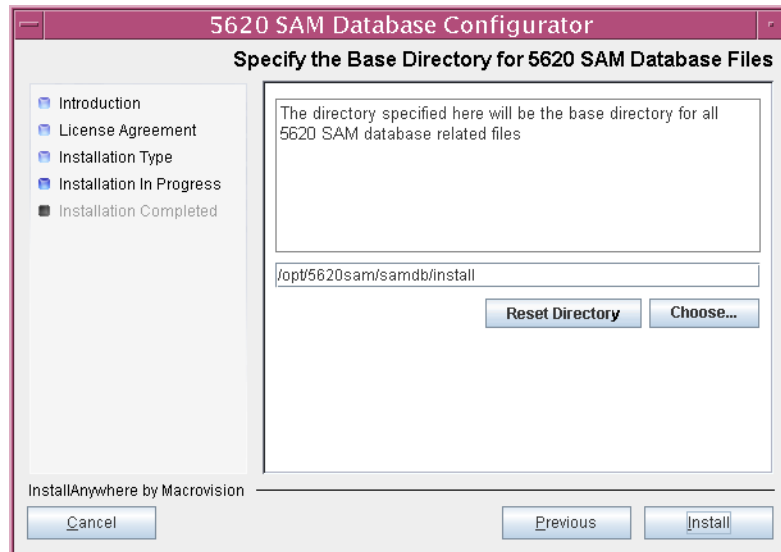 5620 SAM Database Configurator
Specify the Base Directory for 5620 SAM Database Files
Introduction
License Agreement
Installation Type
Installation In Progress
Installation Completed
The directory specified here will be the base directory for all
5620 SAM database related files
/opt/5620sam/samdb/install
Reset Directory
Choose...
InstallAnywhere by Macrovision
Cancel
Previous
Install